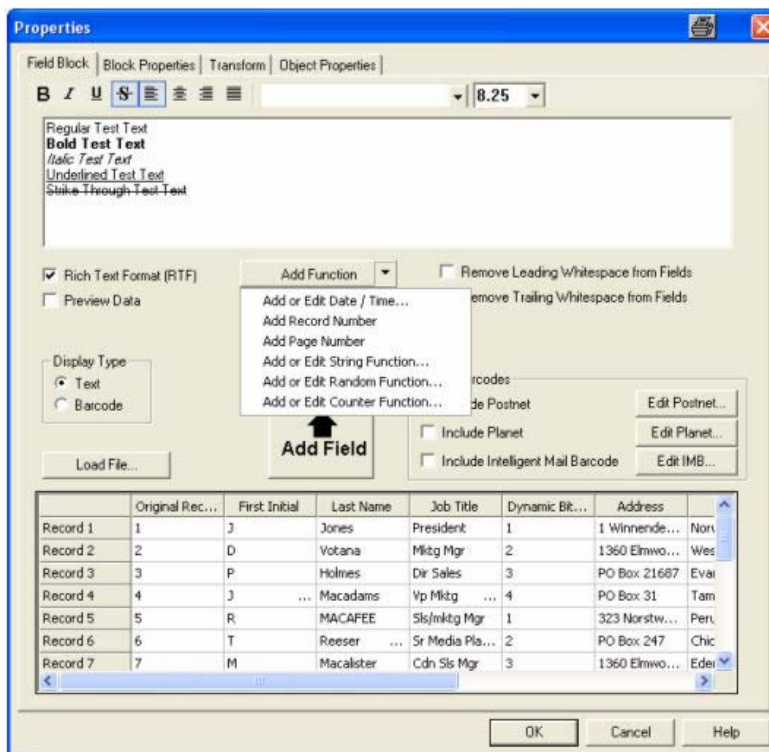 Properties
Field Block Block Properties Transform Object Properties
B I U S 8.25
Regular Test Text
Bold Test Text
Italic Test Text
Underlined Test Text
Strike Through Test Text
Rich Text Format (RTF) Add Function Remove Leading Whitespace from Fields
Preview Data emove Trailing Whitespace from Fields
Add or Edit Date / Time...
Add Record Number
Add Page Number
Add or Edit String Function...
Add or Edit Random Function...
Add or Edit Counter Function...
Display Type
Text
Barcode
rcodes
de Postnet Edit Postnet...
Include Planet Edit Planet...
Include Intelligent Mail Barcode Edit IMB...
Add Field
Load File...
Original Rec... First Initial Last Name Job Title Dynamic Bit... Address
Record 1 1 J Jones President 1 1 Winnende... Noru
Record 2 2 D Votana Mktg Mgr 2 1360 Elmwo... Wes
Record 3 3 P Holmes Dir Sales 3 PO Box 21687 Evar
Record 4 4 J ... Macadams Vp Mktg ... 4 PO Box 31 Tam
Record 5 5 R MACAFEE Sls/mktg Mgr 1 323 Norstw... Peru
Record 6 6 T Reeser ... Sr Media Pla... 2 PO Box 247 Chic
Record 7 7 M Macalister Cdn Sls Mgr 3 1360 Elmwo... Eder
OK Cancel Help